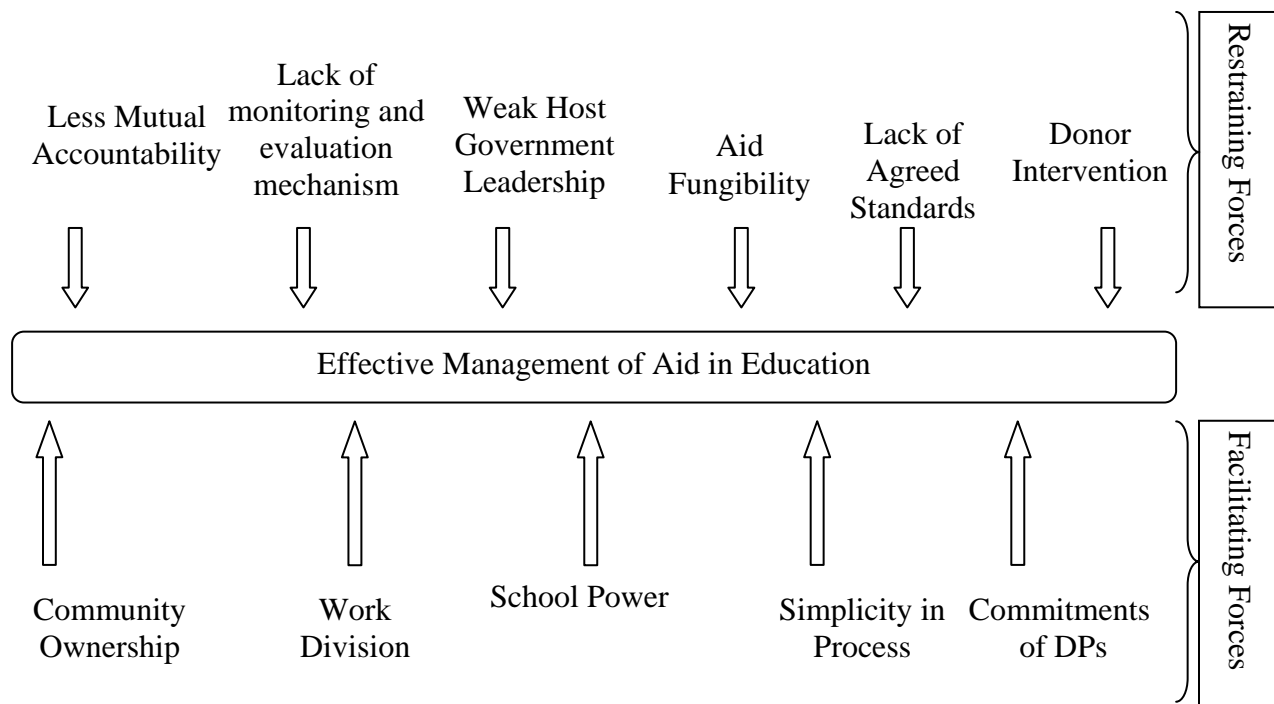 Less Mutual
Accountability
Lack of
monitoring and
evaluation
mechanism
Weak Host
Government
Leadership
Aid
Fungibility
Lack of
Agreed
Standards
Donor
Intervention
Restraining Forces
Effective Management of Aid in Education
Community
Ownership
Work
Division
School Power
Simplicity in
Process
Commitments
of DPs
Facilitating Forces